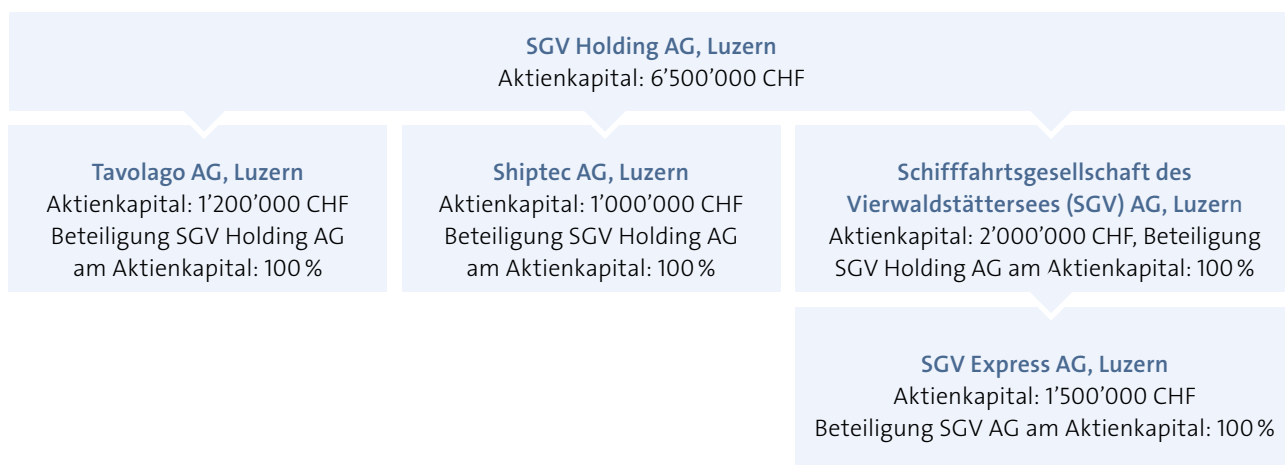 SGV Holding AG, Luzern
Aktienkapital: 6’500’000 CHF
Tavolago AG, Luzern
Aktienkapital: 1’200’000 CHF
Beteiligung SGV Holding AG
am Aktienkapital: 100 %
Shiptec AG, Luzern
Aktienkapital: 1’000’000 CHF
Beteiligung SGV Holding AG
am Aktienkapital: 100 %
Schifffahrtsgesellschaft des
Vierwaldstättersees (SGV) AG, Luzern
Aktienkapital: 2’000’000 CHF, Beteiligung
SGV Holding AG am Aktienkapital: 100 %
SGV Express AG, Luzern
Aktienkapital: 1’500’000 CHF
Beteiligung SGV AG am Aktienkapital: 100 %